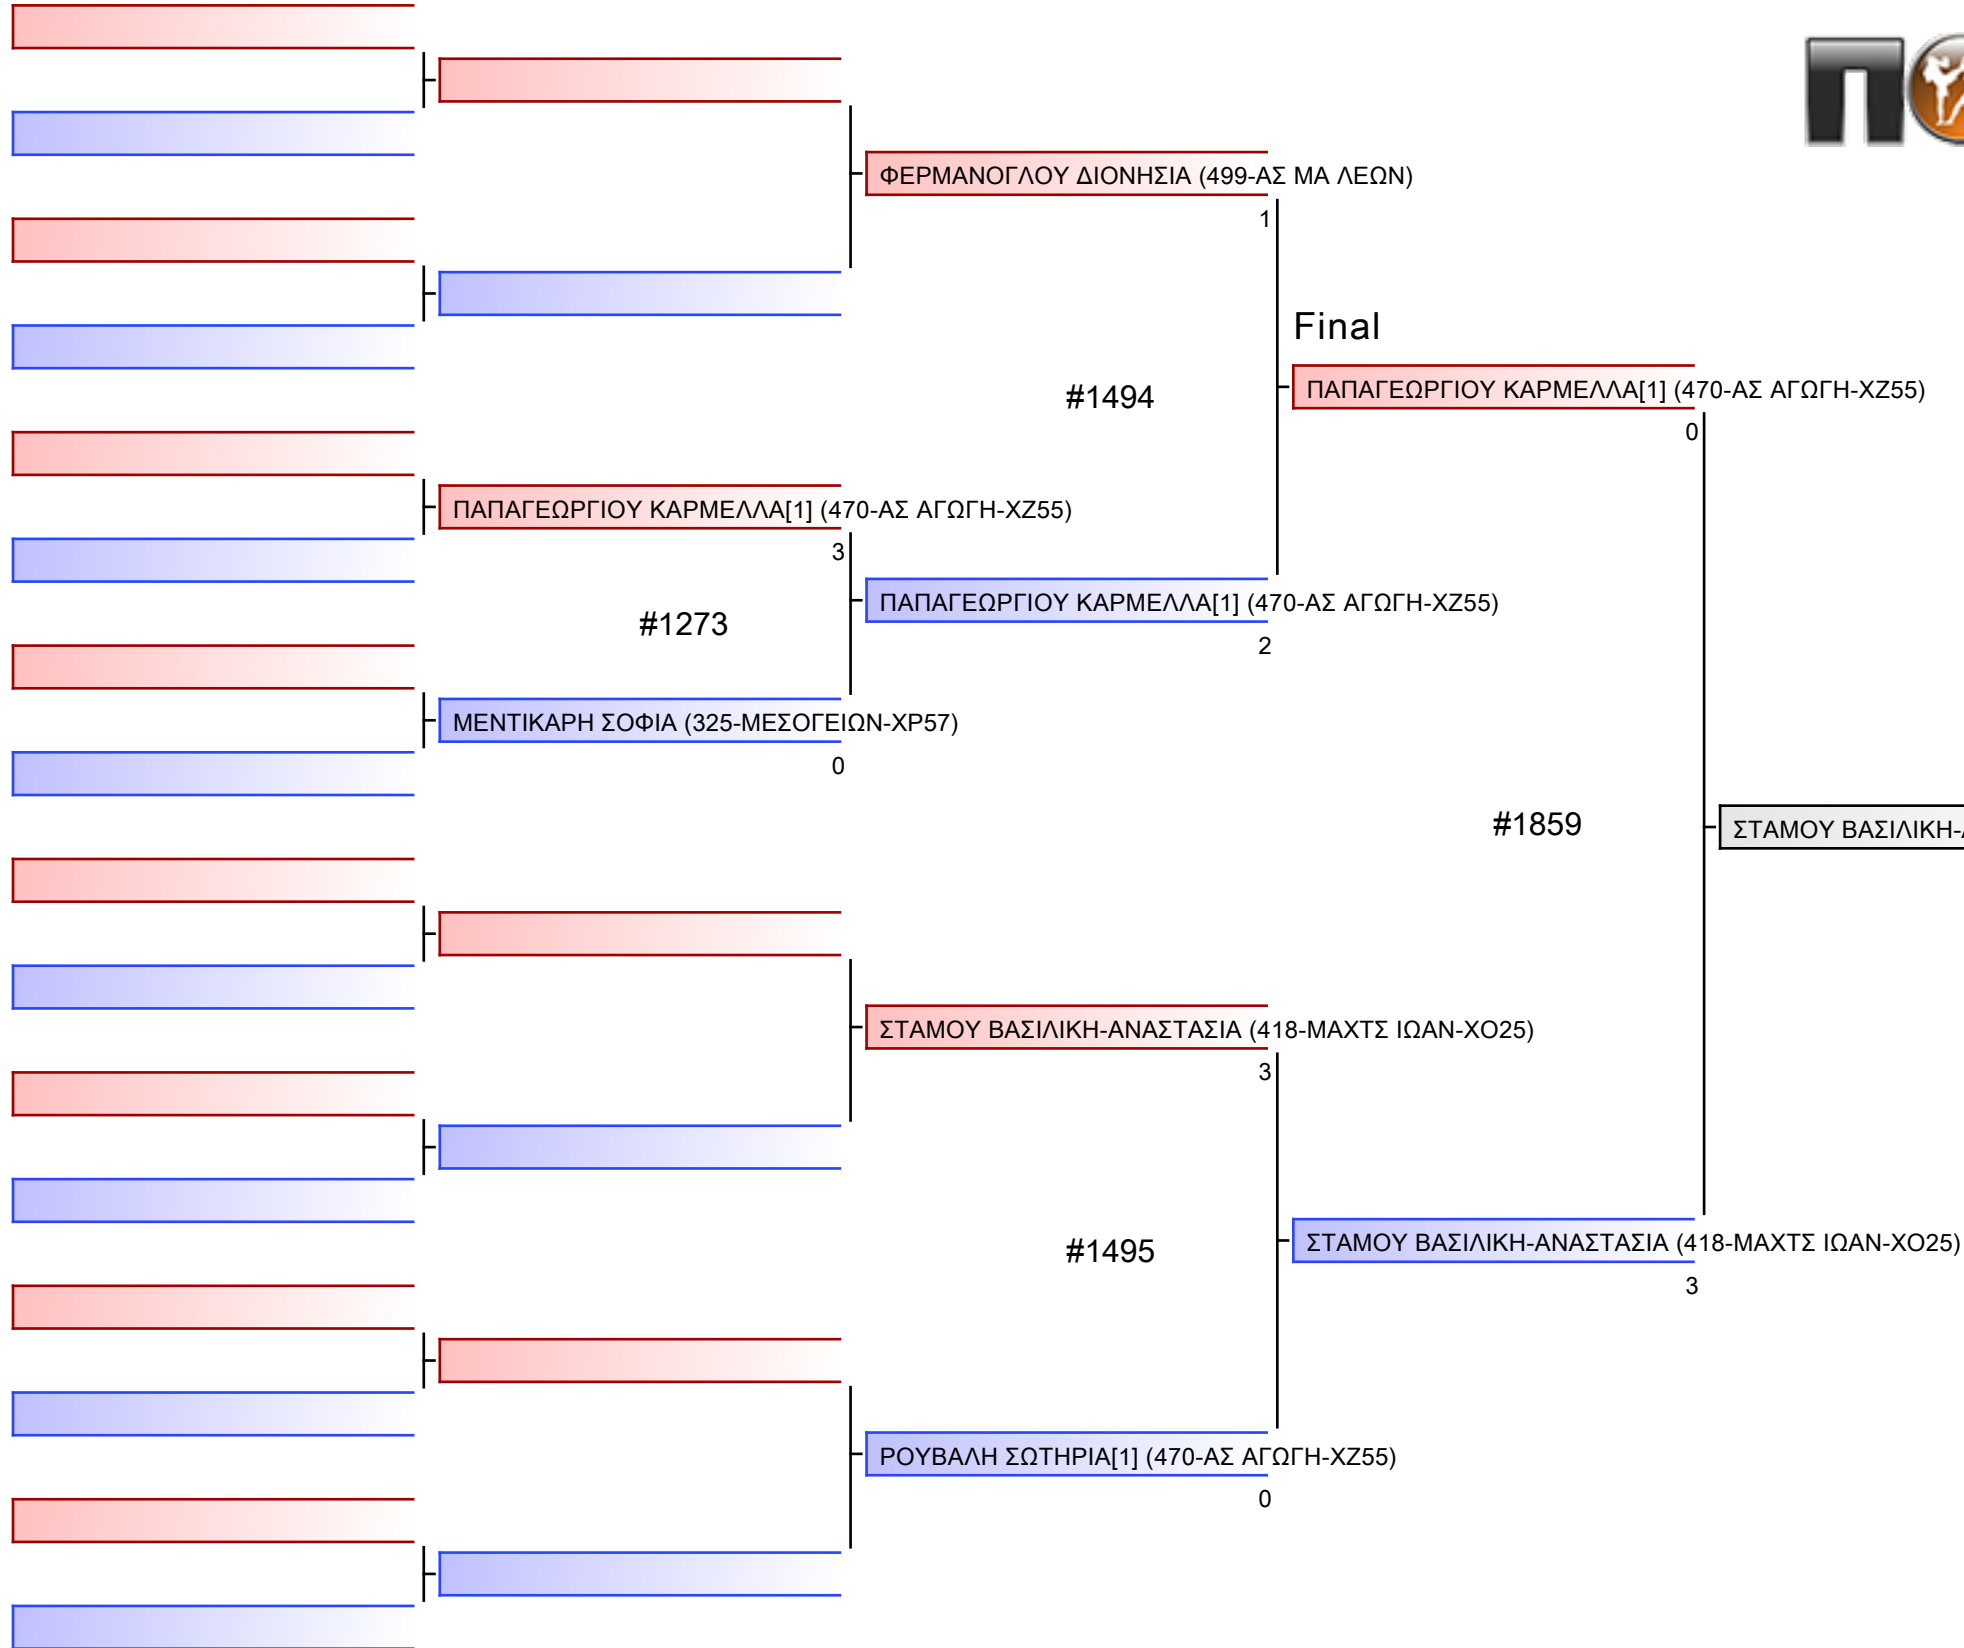 ΦΕΡΜΑΝΟΓΛΟΥ ΔΙΟΝΗΣΙΑ (499-ΑΣ ΜΑ ΛΕΩΝ)
1
Final
#1494
ΠΑΠΑΓΕΩΡΓΙΟΥ ΚΑΡΜΕΛΛΑ[1] (470-ΑΣ ΑΓΩΓΗ-ΧΖ55)
0
ΠΑΠΑΓΕΩΡΓΙΟΥ ΚΑΡΜΕΛΛΑ[1] (470-ΑΣ ΑΓΩΓΗ-ΧΖ55)
3
ΠΑΠΑΓΕΩΡΓΙΟΥ ΚΑΡΜΕΛΛΑ[1] (470-ΑΣ ΑΓΩΓΗ-ΧΖ55)
2
#1273
ΜΕΝΤΙΚΑΡΗ ΣΟΦΙΑ (325-ΜΕΣΟΓΕΙΩΝ-ΧΡ57)
0
#1859
ΣΤΑΜΟΥ ΒΑΣΙΛΙΚΗ-
ΣΤΑΜΟΥ ΒΑΣΙΛΙΚΗ-ΑΝΑΣΤΑΣΙΑ (418-ΜΑΧΤΣ ΙΩΑΝ-ΧΟ25)
3
#1495
ΣΤΑΜΟΥ ΒΑΣΙΛΙΚΗ-ΑΝΑΣΤΑΣΙΑ (418-ΜΑΧΤΣ ΙΩΑΝ-ΧΟ25)
3
ΡΟΥΒΑΛΗ ΣΩΤΗΡΙΑ[1] (470-ΑΣ ΑΓΩΓΗ-ΧΖ55)
0